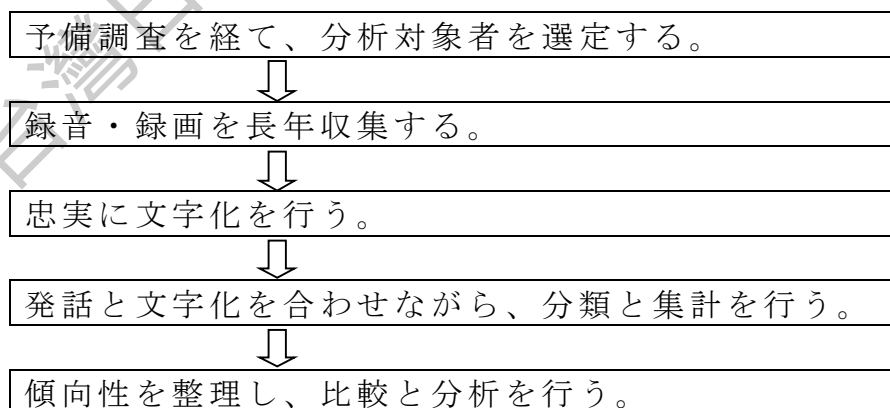 台灣日
予備調査を経て、分析対象者を選定する。
録音・録画を長年収集する。
忠実に文字化を行う。
発話と文字化を合わせながら、分類と集計を行う。
傾向性を整理し、比較と分析を行う。